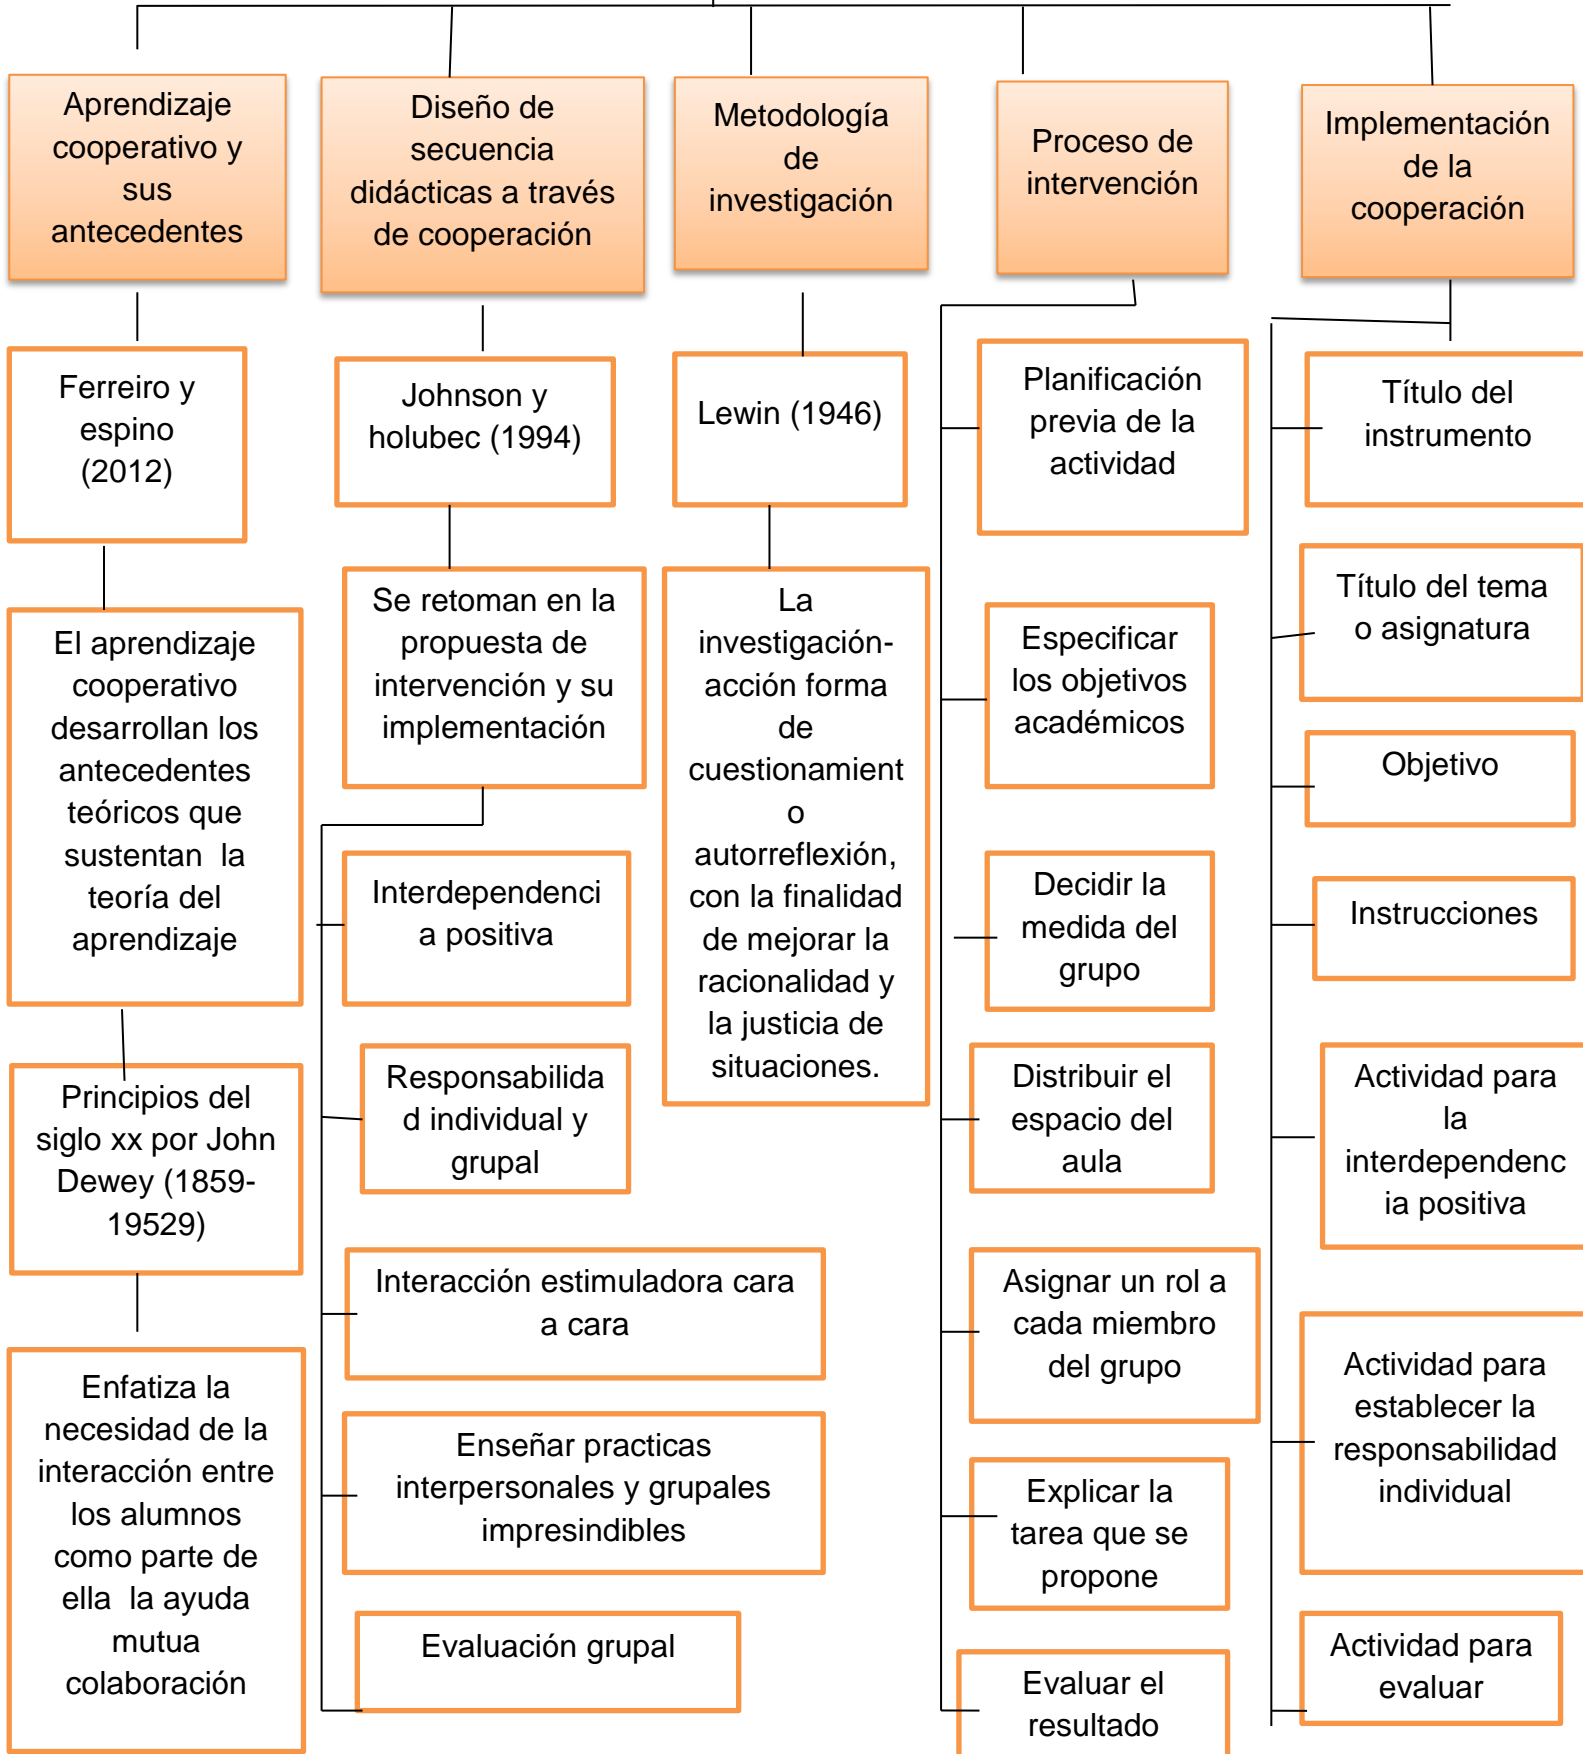 Aprendizaje
cooperativo y
sus
antecedentes
Diseño de
secuencia
didácticas a través
de cooperación
Metodología
de
investigación
Proceso de
intervención
Implementación
de la
cooperación
Ferreiro y
espino
(2012)
El aprendizaje
cooperativo
desarrollan los
antecedentes
teóricos que
sustentan  la
teoría del
aprendizaje
Principios del
siglo xx por John
Dewey (1859-
19529)
Enfatiza la
necesidad de la
interacción entre
los alumnos
como parte de
ella  la ayuda
mutua
colaboración
Johnson y
holubec (1994)
Se retoman en la
propuesta de
intervención y su
implementación
Interdependenci
a positiva
Responsabilida
d individual y
grupal
Interacción estimuladora cara
a cara
Enseñar practicas
interpersonales y grupales
impresindibles
Evaluación grupal
Lewin (1946)
La
investigación-
acción forma
de
cuestionamient
o
autorreflexión,
con la finalidad
de mejorar la
racionalidad y
la justicia de
situaciones.
Planificación
previa de la
actividad
Especificar
los objetivos
académicos
Decidir la
medida del
grupo
Distribuir el
espacio del
aula
Asignar un rol a
cada miembro
del grupo
Explicar la
tarea que se
propone
Evaluar el
resultado
Título del
instrumento
Título del tema
o asignatura
Objetivo
Instrucciones
Actividad para
la
interdependenc
ia positiva
Actividad para
establecer la
responsabilidad
individual
Actividad para
evaluar